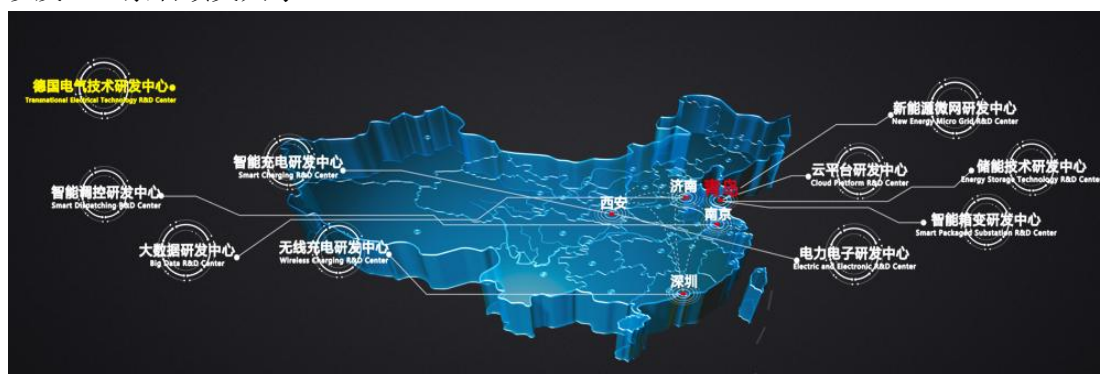 德国电气技术研发中心
Transnational Electrical Technology R&D Center
新能源微网研发中心
New Energy Micro Grid R&D Center
智能充电研发中心
Smart Charging R&D Center
云平台研发中心
Cloud Platform R&D Center
储能技术研发中心
Energy Storage Technology R&D Center
智能调控研发中心
Smart Dispatching R&D Center
济南
青岛
西安
南京
智能箱变研发中心
Smart Packaged Substation R&D Center
大数据研发中心
Big Data R&D Center
无线充电研发中心
Wireless Charging R&D Center
电力电子研发中心
Electric and Electronic R&D Center
深圳